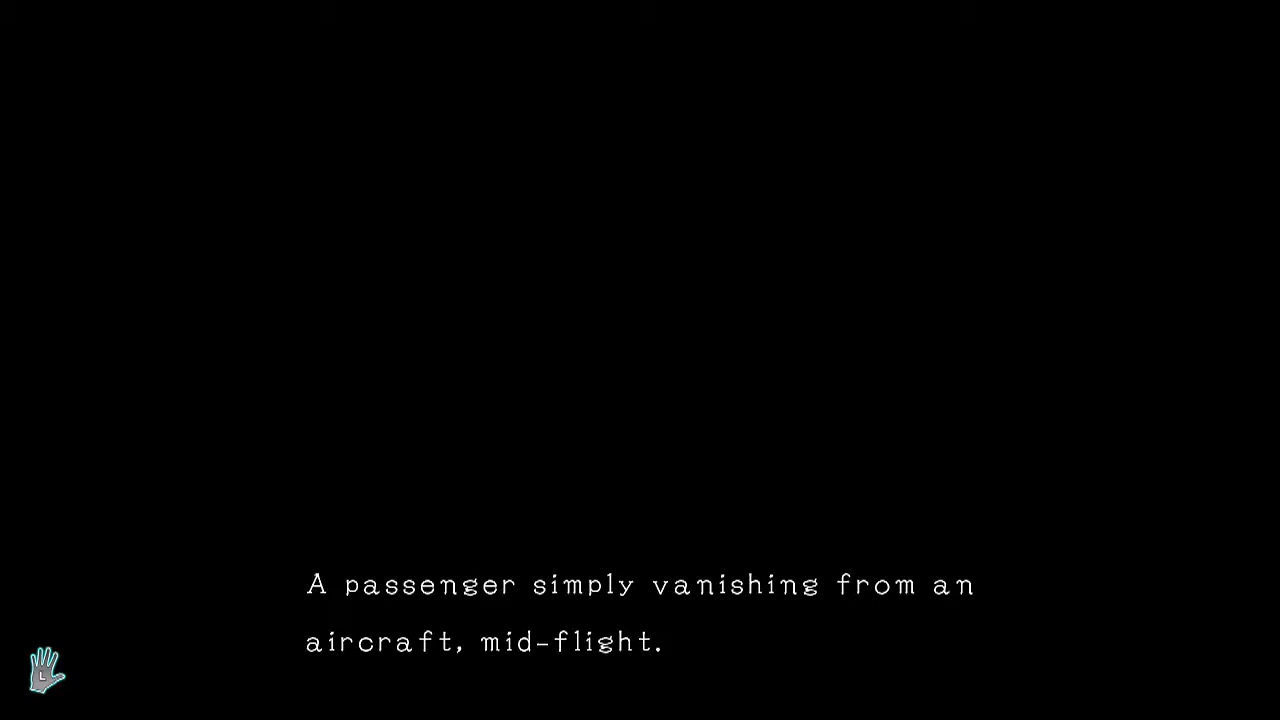 A passenger simply vanishing from an
aircraft, mid-flight.
L